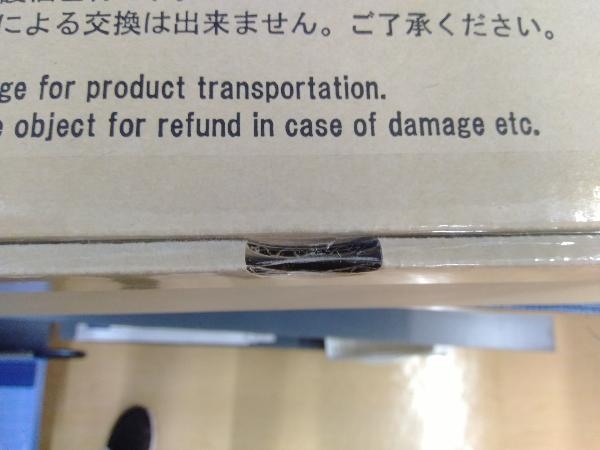 による交換は出来ません。ご了承ください。
ge for product transportation.
e object for refund in case of damage etc.